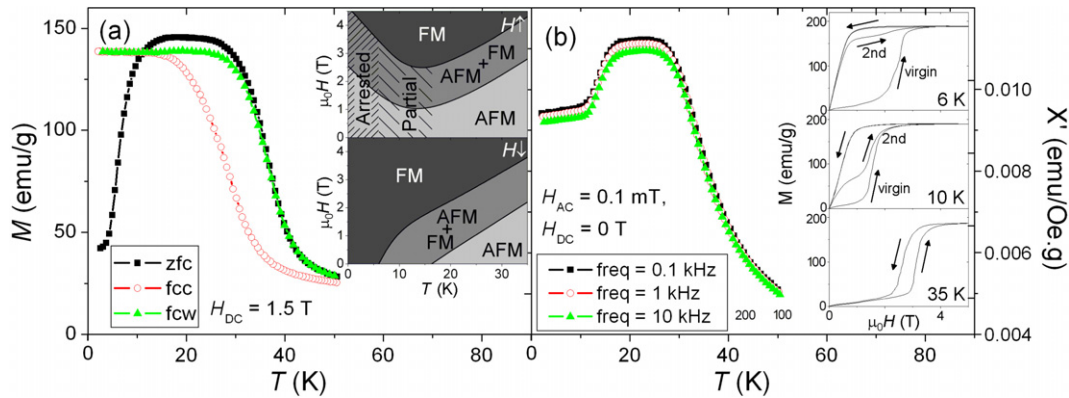 (a)
M (emu/g)
150
100
50
0
0
20
40
60
80
T (K)
zfc
fcc
fcw
H_DC = 1.5 T
H↑
FM
FM
+
AFM
AFM
Arrested
Partial
μ₀H (T)
4
3
2
1
0
H↓
FM
AFM
+
FM
AFM
μ₀H (T)
4
3
2
1
0
0
10
20
30
T (K)
(b)
H_AC = 0.1 mT,
H_DC = 0 T
freq = 0.1 kHz
freq = 1 kHz
freq = 10 kHz
200
100
0
20
40
60
80
T (K)
0.010
0.008
0.006
0.004
X' (emu/Oe.g)
200
100
0
2nd
virgin
6 K
M (emu/g)
200
100
0
2nd
virgin
10 K
200
100
0
35 K
4
μ₀H (T)